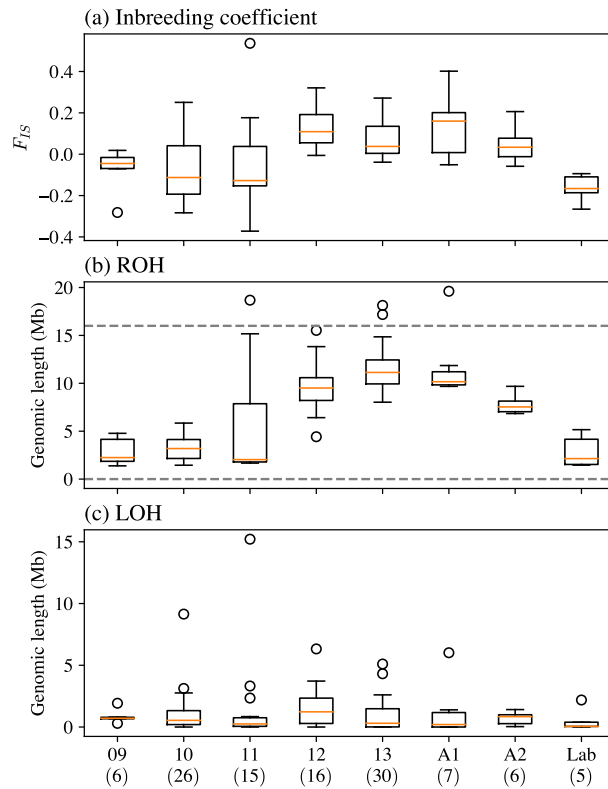 (a) Inbreeding coefficient
0.4
0.2
0.0
−0.2
−0.4
F_IS
(b) ROH
20
15
10
5
0
Genomic length (Mb)
(c) LOH
15
10
5
0
Genomic length (Mb)
09 10 11 12 13 A1 A2 Lab
(6) (26) (15) (16) (30) (7) (6) (5)